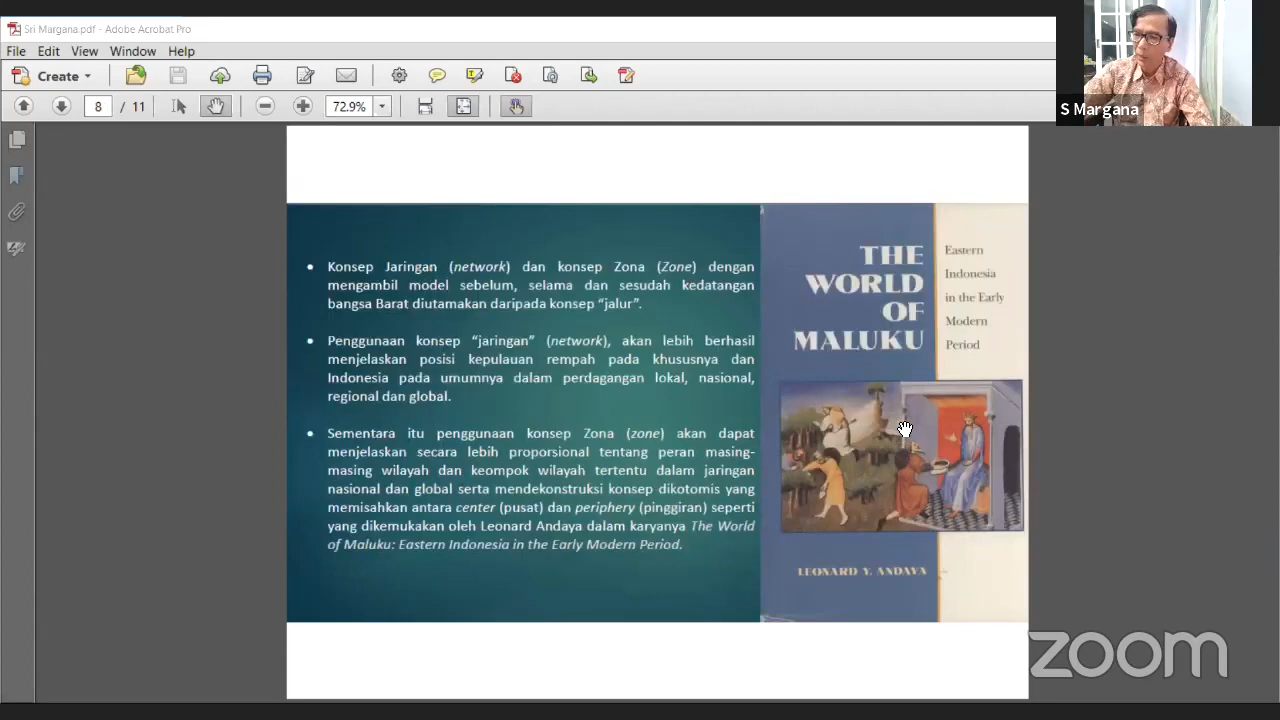 Sri Margana.pdf - Adobe Acrobat Pro
File Edit View Window Help
Create
8 / 11 72.9%
S Margana
• Konsep Jaringan (network) dan konsep Zona (Zone) dengan
mengambil model sebelum, selama dan sesudah kedatangan
bangsa Barat diutamakan daripada konsep “jalur”.
• Penggunaan konsep “jaringan” (network), akan lebih berhasil
menjelaskan posisi kepulauan rempah pada khususnya dan
Indonesia pada umumnya dalam perdagangan lokal, nasional,
regional dan global.
• Sementara itu penggunaan konsep Zona (zone) akan dapat
menjelaskan secara lebih proporsional tentang peran masing-
masing wilayah dan keompok wilayah tertentu dalam jaringan
nasional dan global serta mendekonstruksi konsep dikotomis yang
memisahkan antara center (pusat) dan periphery (pinggiran) seperti
yang dikemukakan oleh Leonard Andaya dalam karyanya The World
of Maluku: Eastern Indonesia in the Early Modern Period.
THE
WORLD
OF
MALUKU
Eastern
Indonesia
in the Early
Modern
Period
LEONARD Y. ANDAYA
zoom